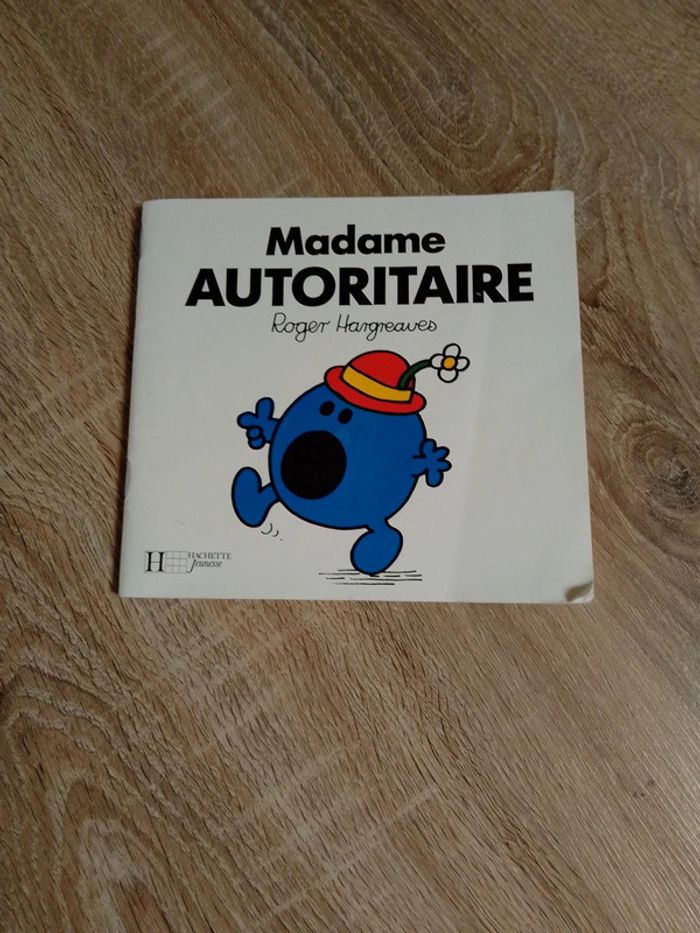 Madame
AUTORITAIRE
Roger Hargreaves
H HACHETTE
Jeunesse